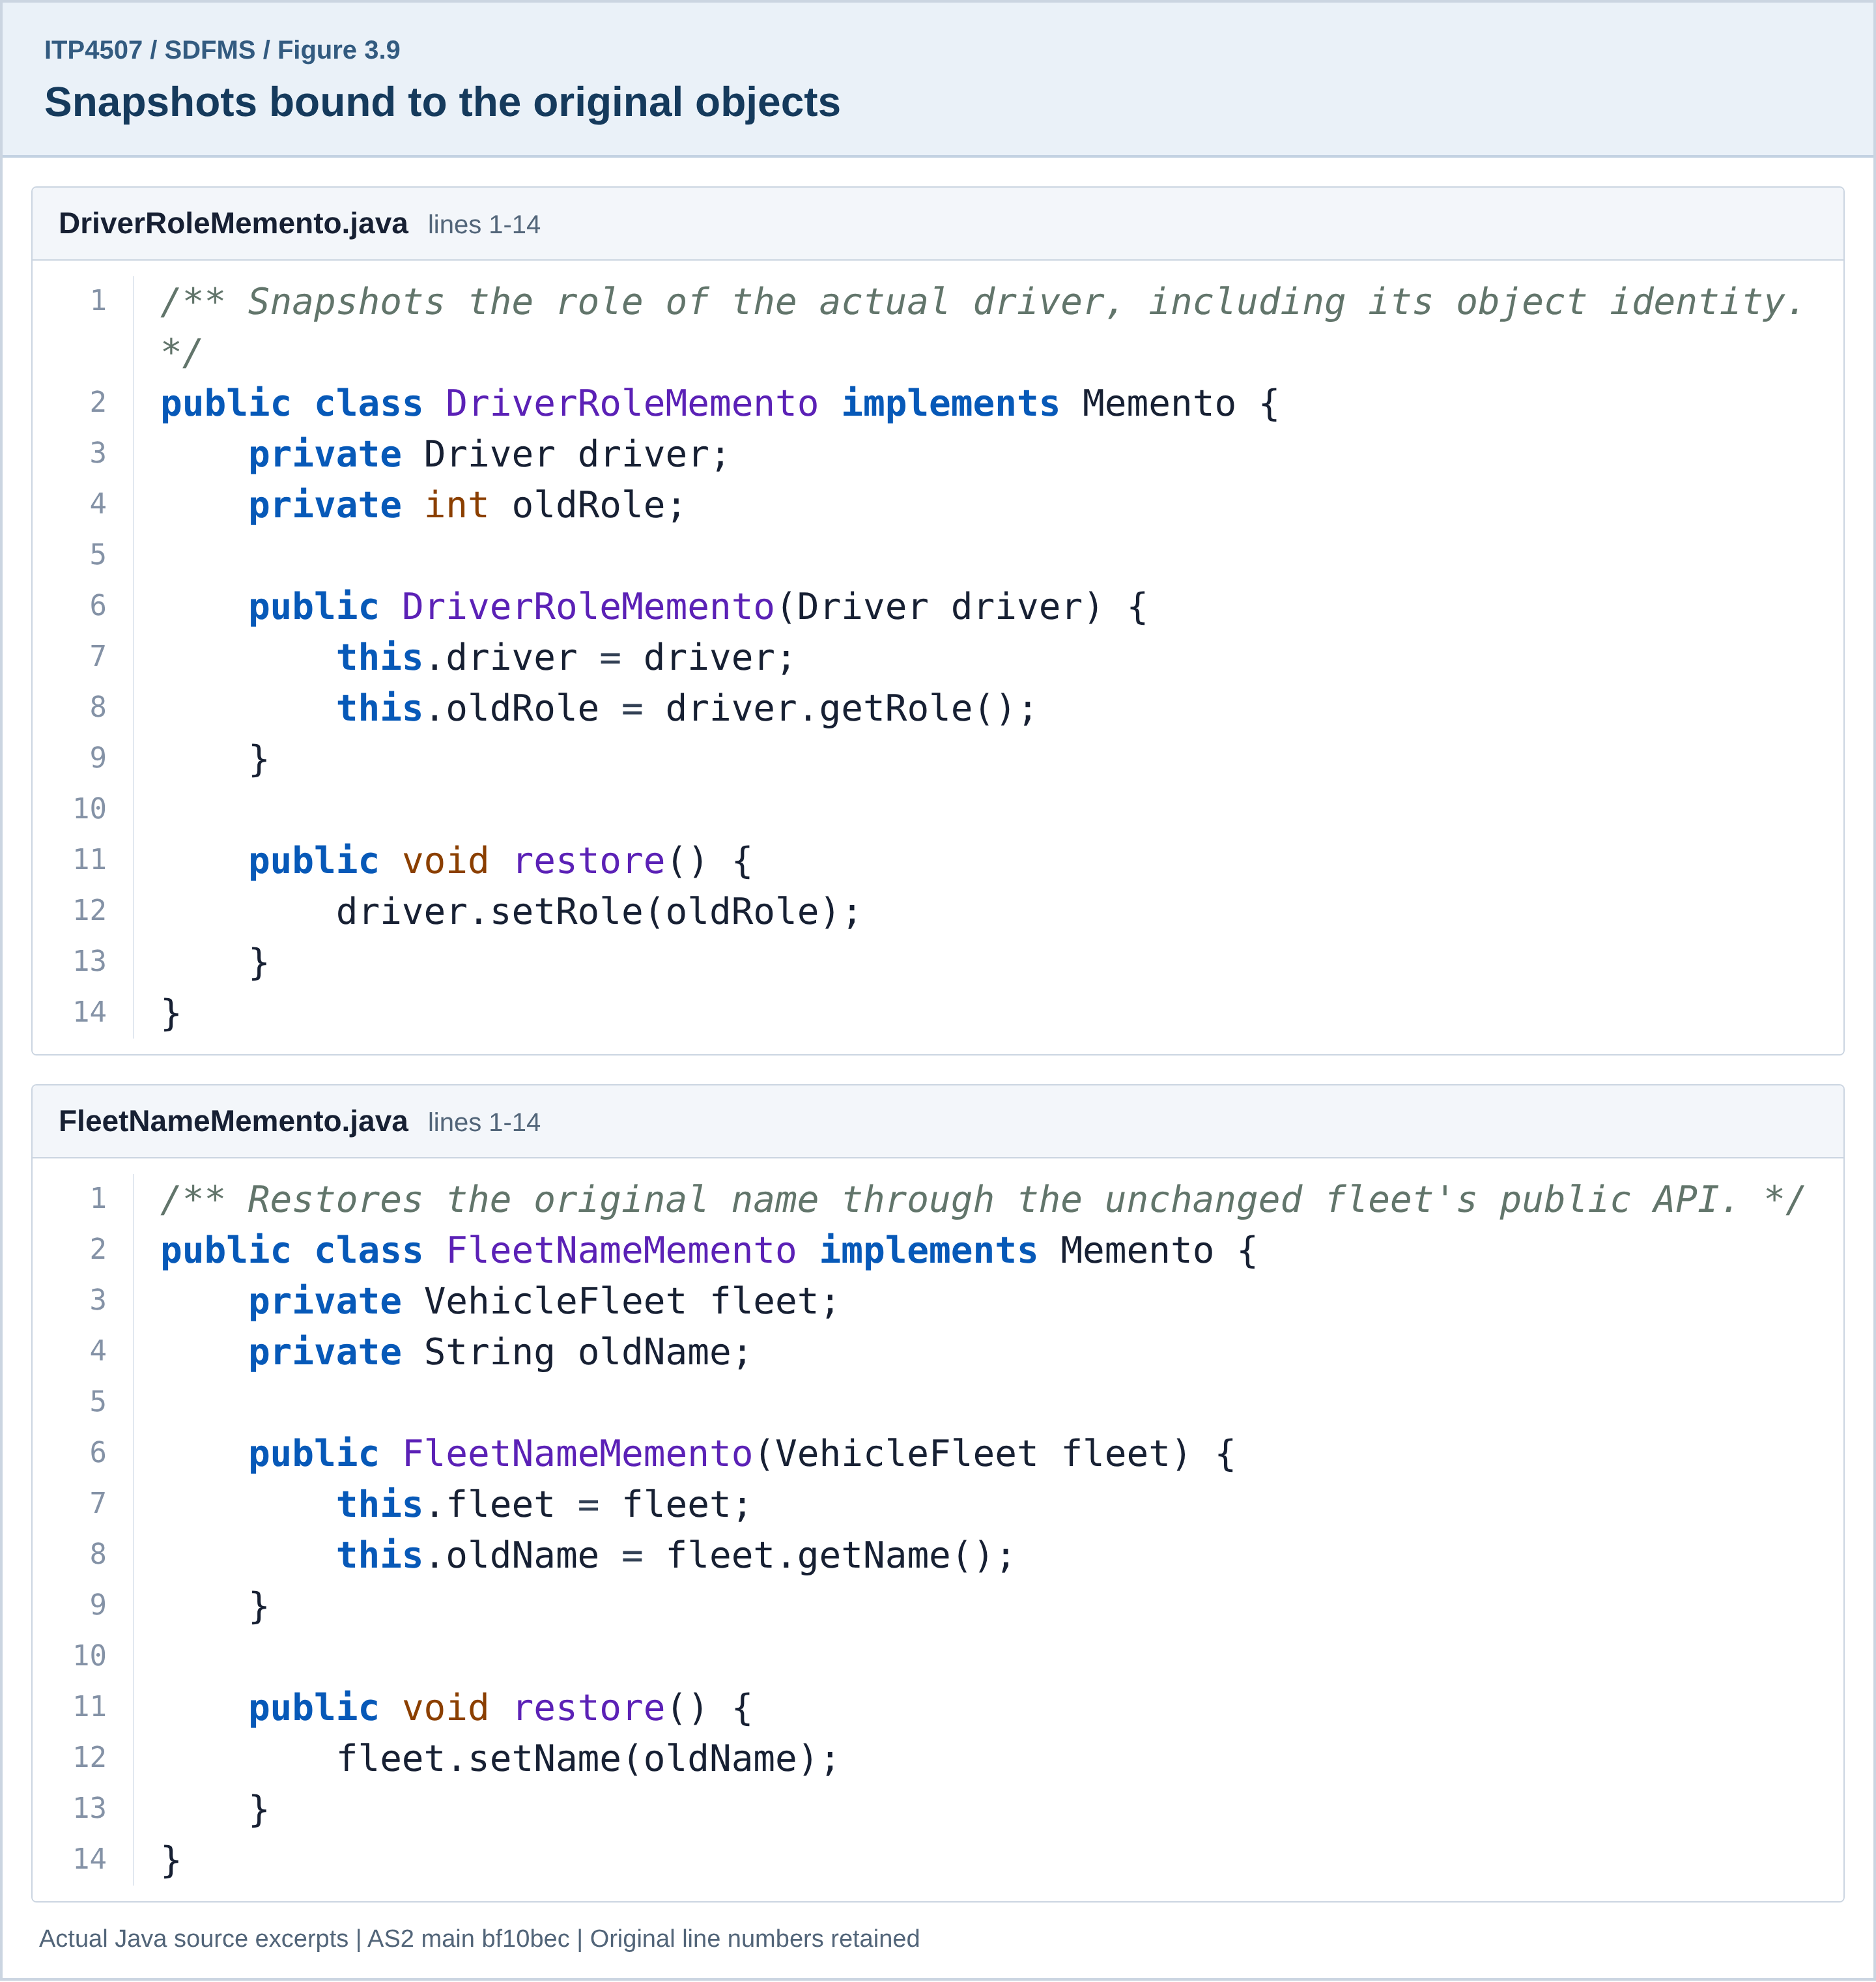 ITP4507 / SDFMS / Figure 3.9
Snapshots bound to the original objects
DriverRoleMemento.java lines 1-14
1 /** Snapshots the role of the actual driver, including its object identity.
*/
2 public class DriverRoleMemento implements Memento {
3     private Driver driver;
4     private int oldRole;
5
6     public DriverRoleMemento(Driver driver) {
7         this.driver = driver;
8         this.oldRole = driver.getRole();
9     }
10
11     public void restore() {
12         driver.setRole(oldRole);
13     }
14 }
FleetNameMemento.java lines 1-14
1 /** Restores the original name through the unchanged fleet's public API. */
2 public class FleetNameMemento implements Memento {
3     private VehicleFleet fleet;
4     private String oldName;
5
6     public FleetNameMemento(VehicleFleet fleet) {
7         this.fleet = fleet;
8         this.oldName = fleet.getName();
9     }
10
11     public void restore() {
12         fleet.setName(oldName);
13     }
14 }
Actual Java source excerpts | AS2 main bf10bec | Original line numbers retained